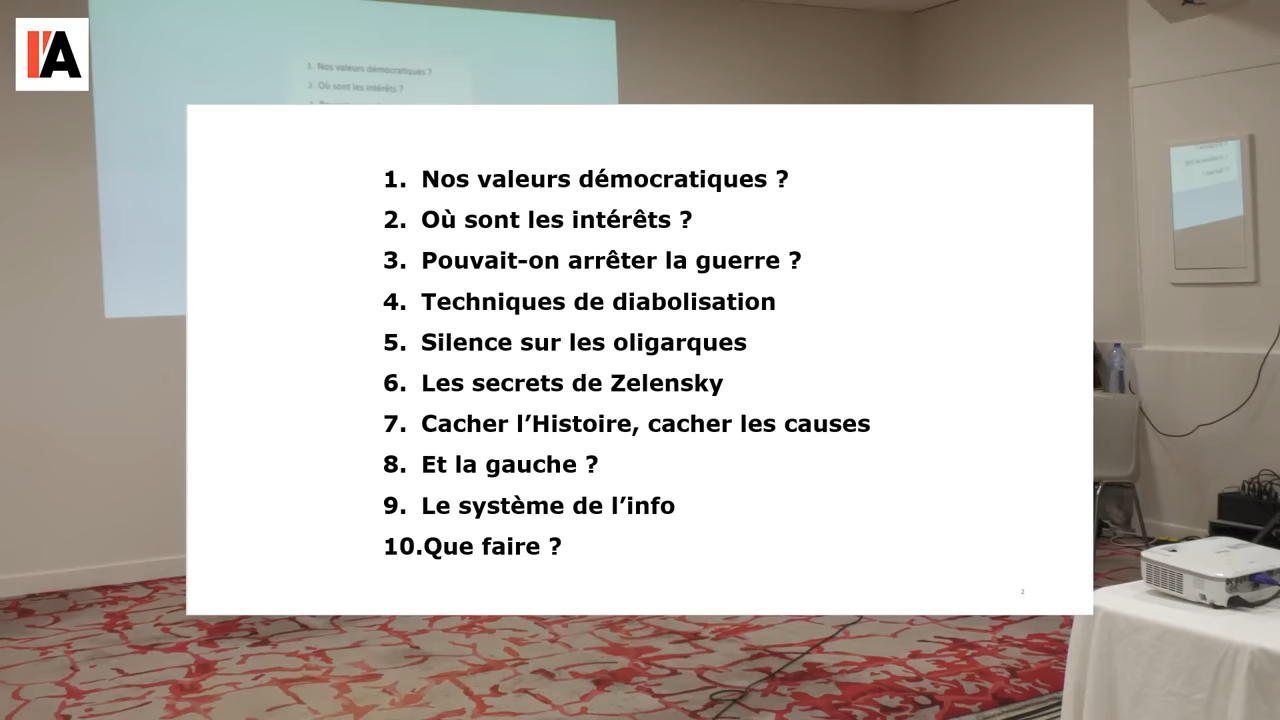 I'A
1. Nos valeurs démocratiques ?
2. Où sont les intérêts ?
1. Nos valeurs démocratiques ?
2. Où sont les intérêts ?
3. Pouvait-on arrêter la guerre ?
4. Techniques de diabolisation
5. Silence sur les oligarques
6. Les secrets de Zelensky
7. Cacher l’Histoire, cacher les causes
8. Et la gauche ?
9. Le système de l’info
10.Que faire ?
2